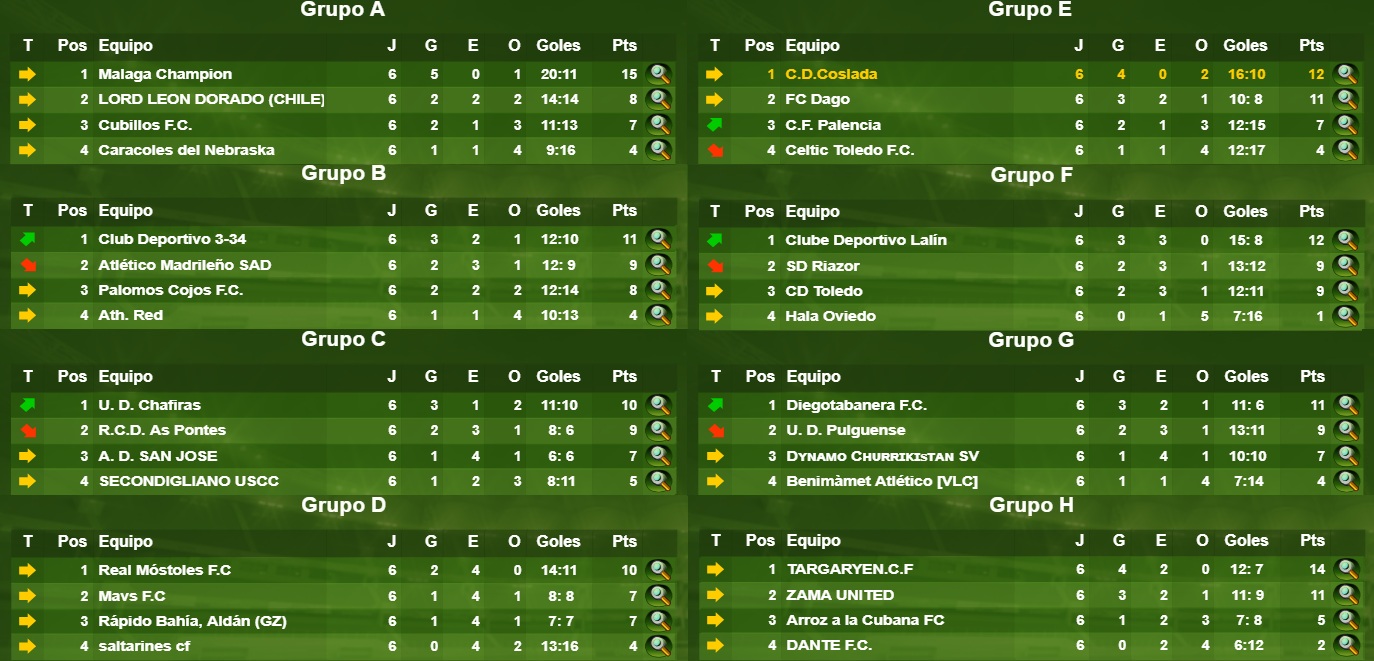 Grupo A
T Pos Equipo J G E O Goles Pts
1 Malaga Champion 6 5 0 1 20:11 15
2 LORD LEON DORADO (CHILE) 6 2 2 2 14:14 8
3 Cubillos F.C. 6 2 1 3 11:13 7
4 Caracoles del Nebraska 6 1 1 4 9:16 4
Grupo B
T Pos Equipo J G E O Goles Pts
1 Club Deportivo 3-34 6 3 2 1 12:10 11
2 Atlético Madrileño SAD 6 2 3 1 12: 9 9
3 Palomos Cojos F.C. 6 2 2 2 12:14 8
4 Ath. Red 6 1 1 4 10:13 4
Grupo C
T Pos Equipo J G E O Goles Pts
1 U. D. Chafiras 6 3 1 2 11:10 10
2 R.C.D. As Pontes 6 2 3 1 8: 6 9
3 A. D. SAN JOSE 6 1 4 1 6: 6 7
4 SECONDIGLIANO USCC 6 1 2 3 8:11 5
Grupo D
T Pos Equipo J G E O Goles Pts
1 Real Móstoles F.C 6 2 4 0 14:11 10
2 Mavs F.C 6 1 4 1 8: 8 7
3 Rápido Bahía, Aldán (GZ) 6 1 4 1 7: 7 7
4 saltarines cf 6 0 4 2 13:16 4
Grupo E
T Pos Equipo J G E O Goles Pts
1 C.D.Coslada 6 4 0 2 16:10 12
2 FC Dago 6 3 2 1 10: 8 11
3 C.F. Palencia 6 2 1 3 12:15 7
4 Celtic Toledo F.C. 6 1 1 4 12:17 4
Grupo F
T Pos Equipo J G E O Goles Pts
1 Clube Deportivo Lalín 6 3 3 0 15: 8 12
2 SD Riazor 6 2 3 1 13:12 9
3 CD Toledo 6 2 3 1 12:11 9
4 Hala Oviedo 6 0 1 5 7:16 1
Grupo G
T Pos Equipo J G E O Goles Pts
1 Diegotabanera F.C. 6 3 2 1 11: 6 11
2 U. D. Pulguense 6 2 3 1 13:11 9
3 Dynamo Churrikistan SV 6 1 4 1 10:10 7
4 Benimàmet Atlético [VLC] 6 1 1 4 7:14 4
Grupo H
T Pos Equipo J G E O Goles Pts
1 TARGARYEN.C.F 6 4 2 0 12: 7 14
2 ZAMA UNITED 6 3 2 1 11: 9 11
3 Arroz a la Cubana FC 6 1 2 3 7: 8 5
4 DANTE F.C. 6 0 2 4 6:12 2